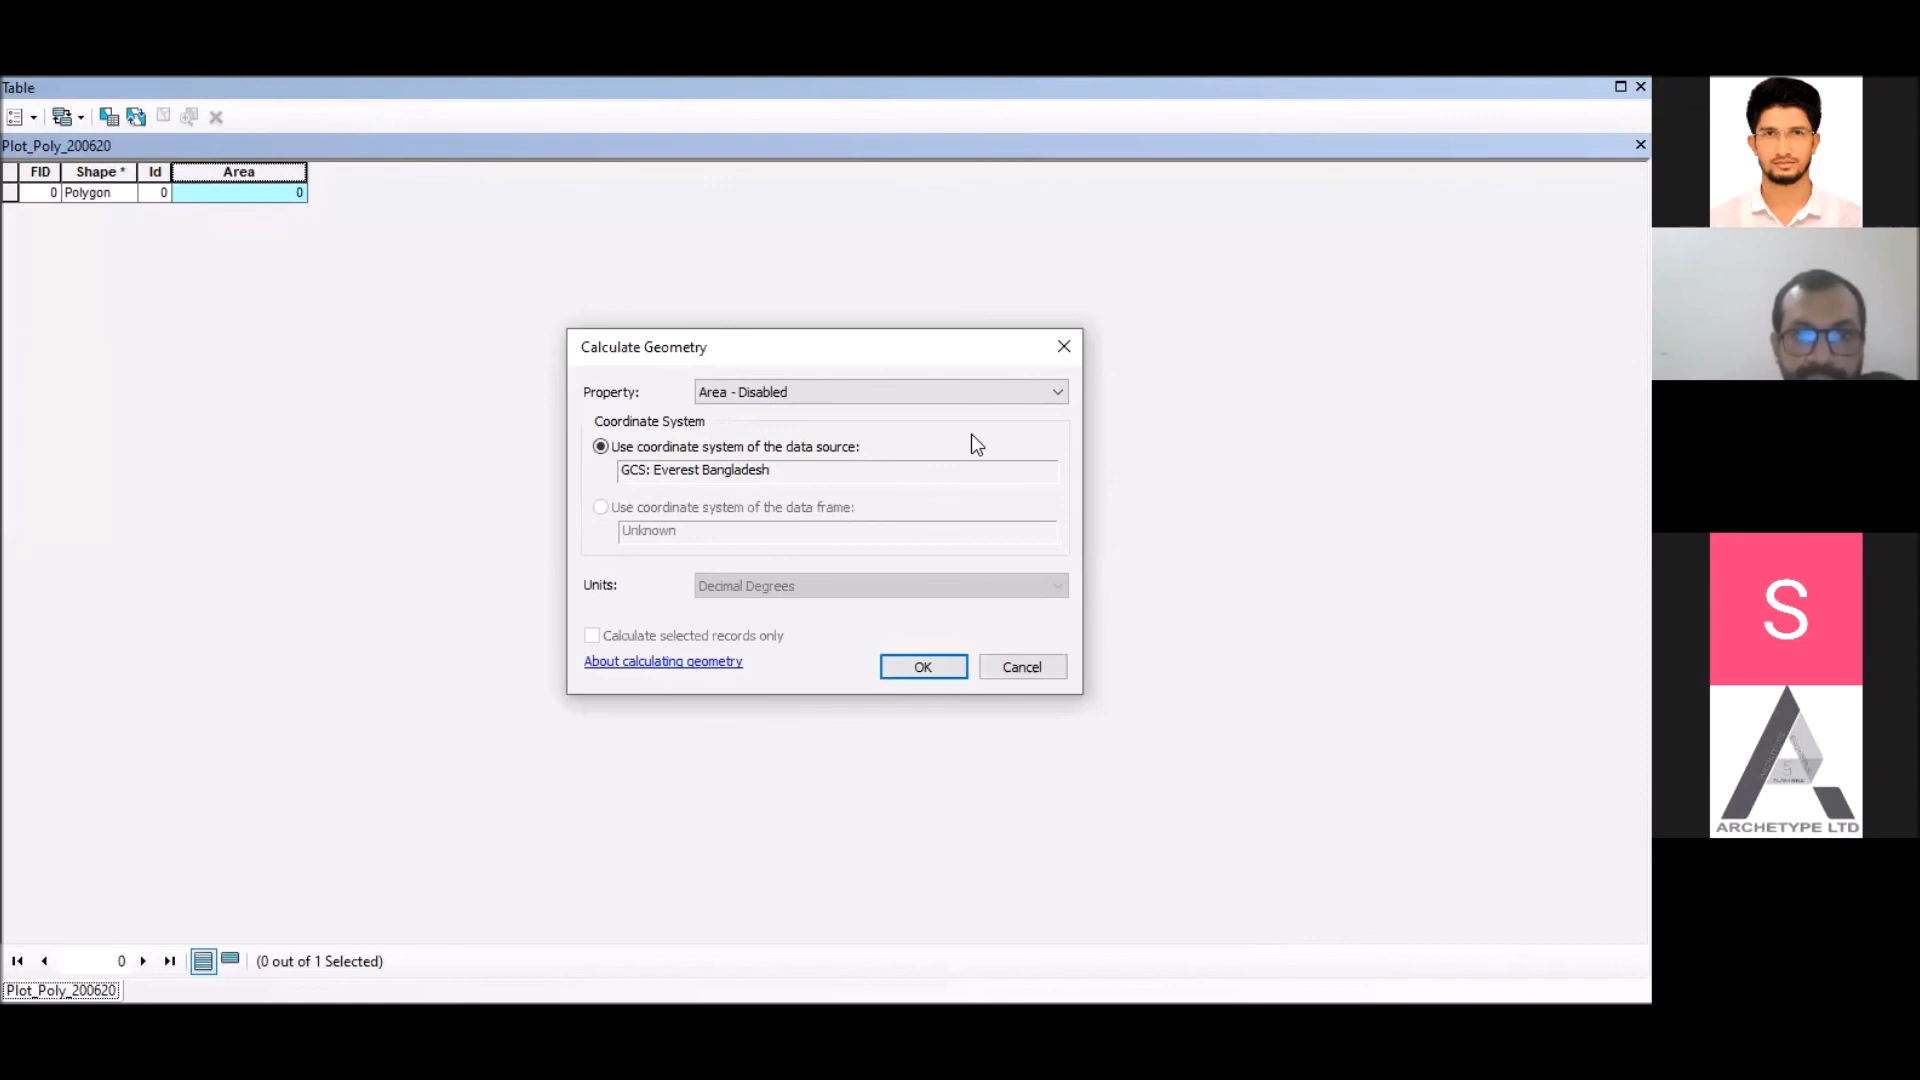 Table
Plot_Poly_200620
FID Shape * Id Area
0 Polygon 0 0
Calculate Geometry
Property: Area - Disabled
Coordinate System
Use coordinate system of the data source:
GCS: Everest Bangladesh
Use coordinate system of the data frame:
Unknown
Units: Decimal Degrees
Calculate selected records only
About calculating geometry
OK Cancel
0 (0 out of 1 Selected)
Plot_Poly_200620
S
ARCHETYPE LTD